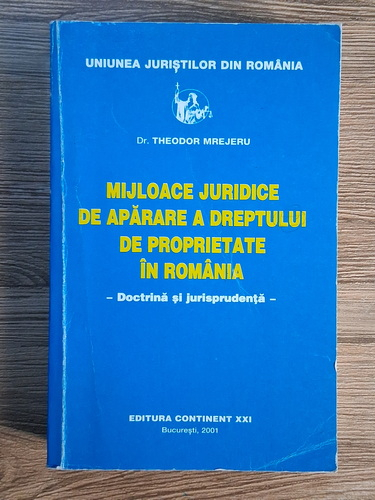 UNIUNEA JURIȘTILOR DIN ROMÂNIA
Dr. THEODOR MREJERU
MIJLOACE JURIDICE
DE APĂRARE A DREPTULUI
DE PROPRIETATE
ÎN ROMÂNIA
– Doctrină și jurisprudență –
EDITURA CONTINENT XXI
București, 2001